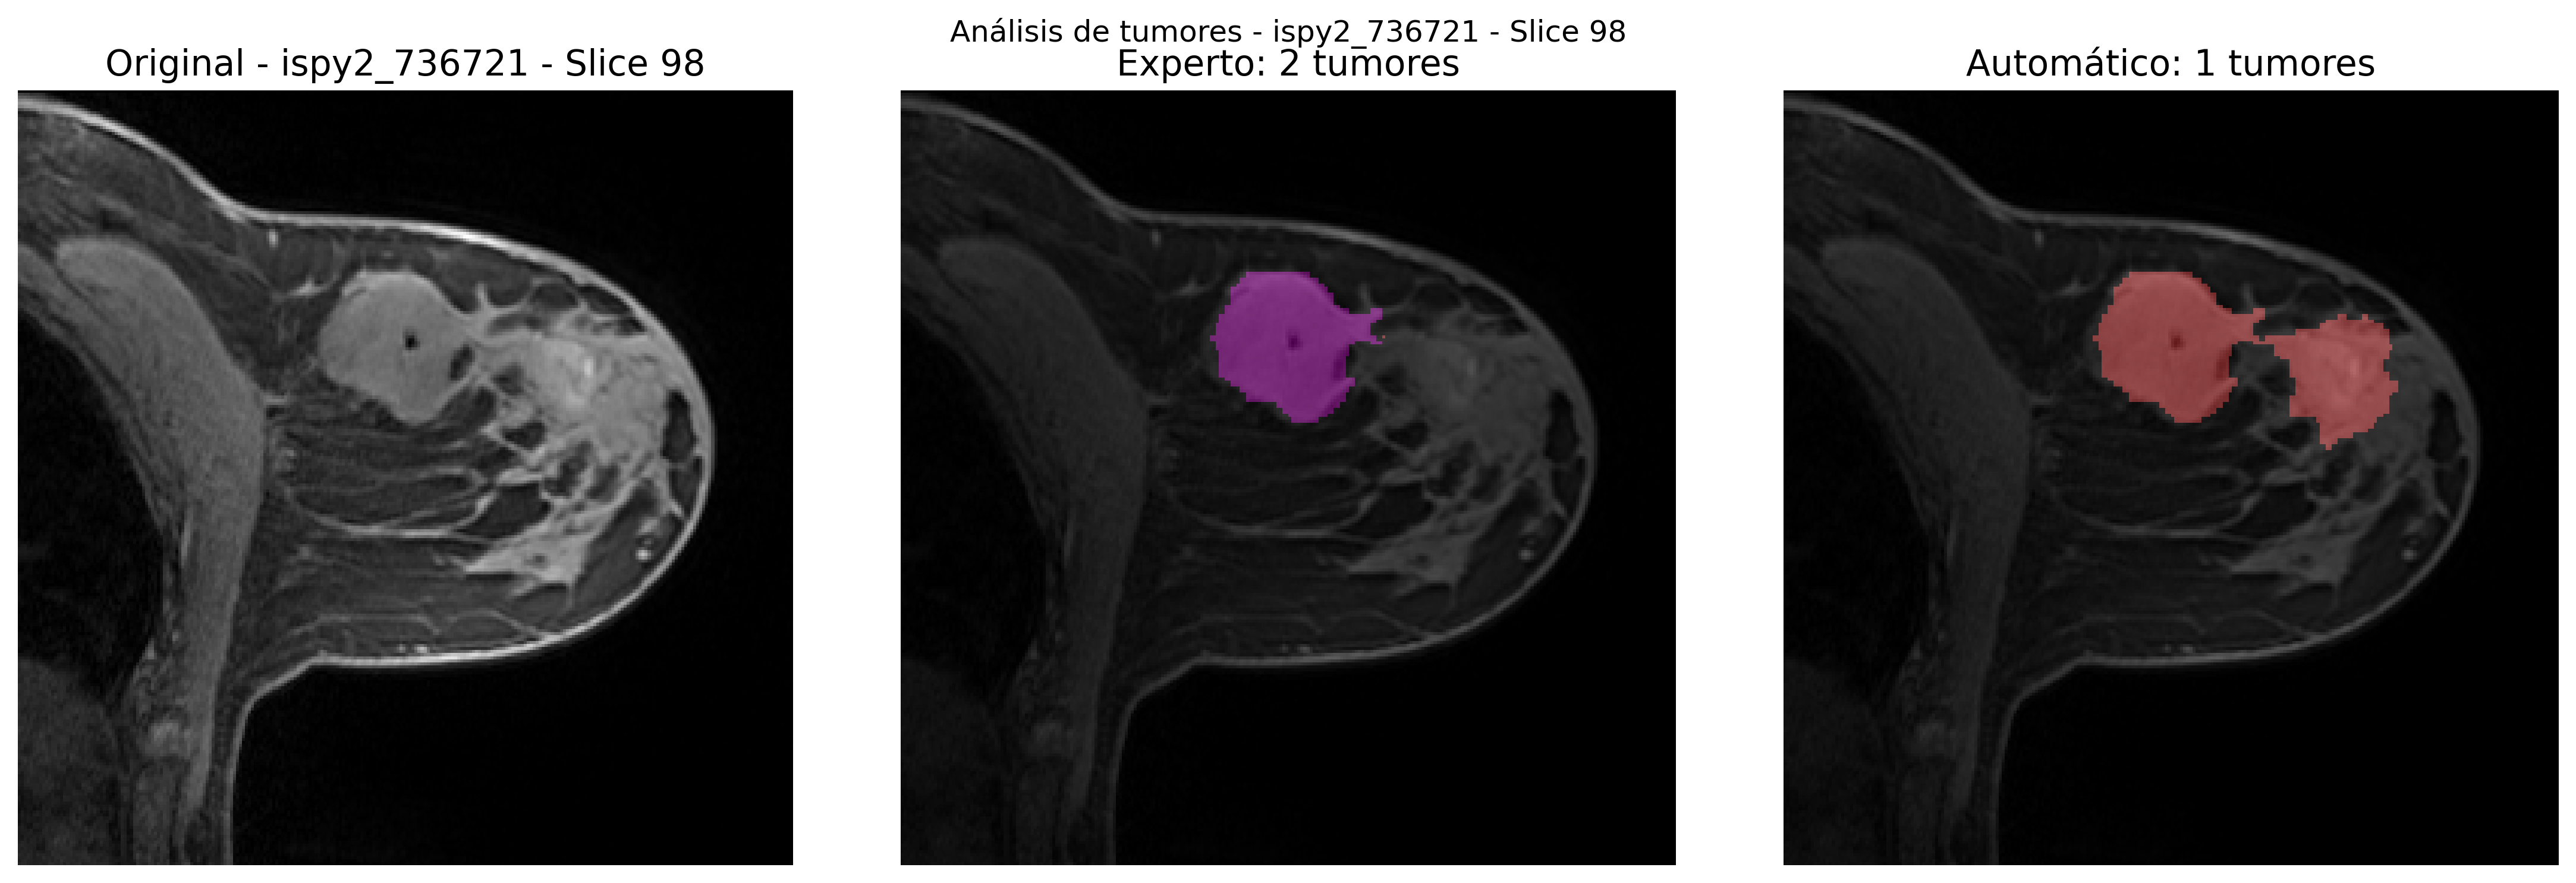 Análisis de tumores - ispy2_736721 - Slice 98
Original - ispy2_736721 - Slice 98
Experto: 2 tumores
Automático: 1 tumores